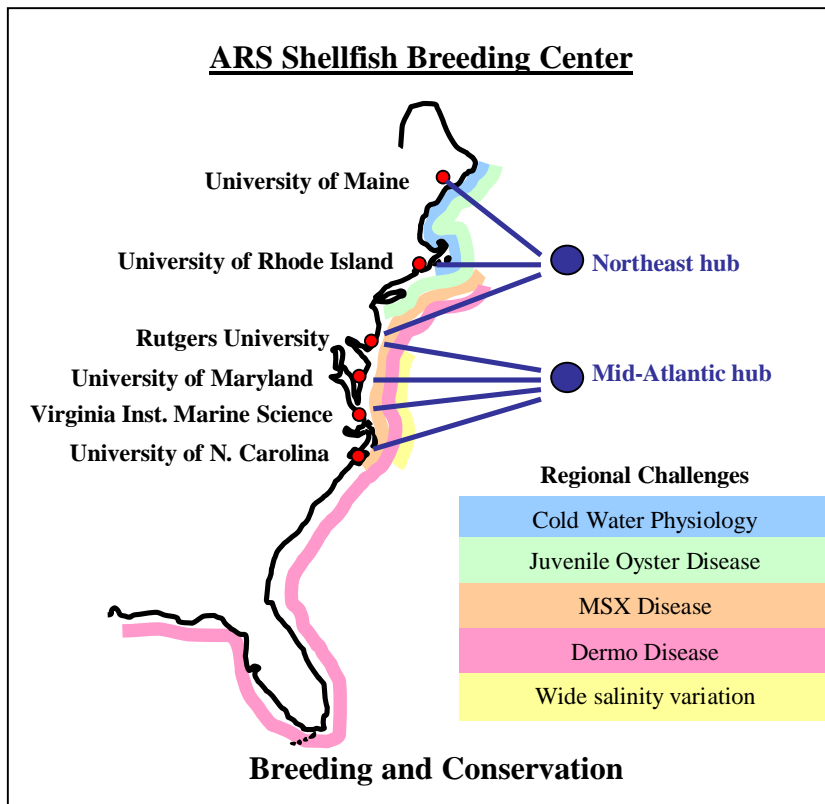 ARS Shellfish Breeding Center
University of Maine
University of Rhode Island
Northeast hub
Rutgers University
University of Maryland
Mid-Atlantic hub
Virginia Inst. Marine Science
University of N. Carolina
Regional Challenges
Cold Water Physiology
Juvenile Oyster Disease
MSX Disease
Dermo Disease
Wide salinity variation
Breeding and Conservation